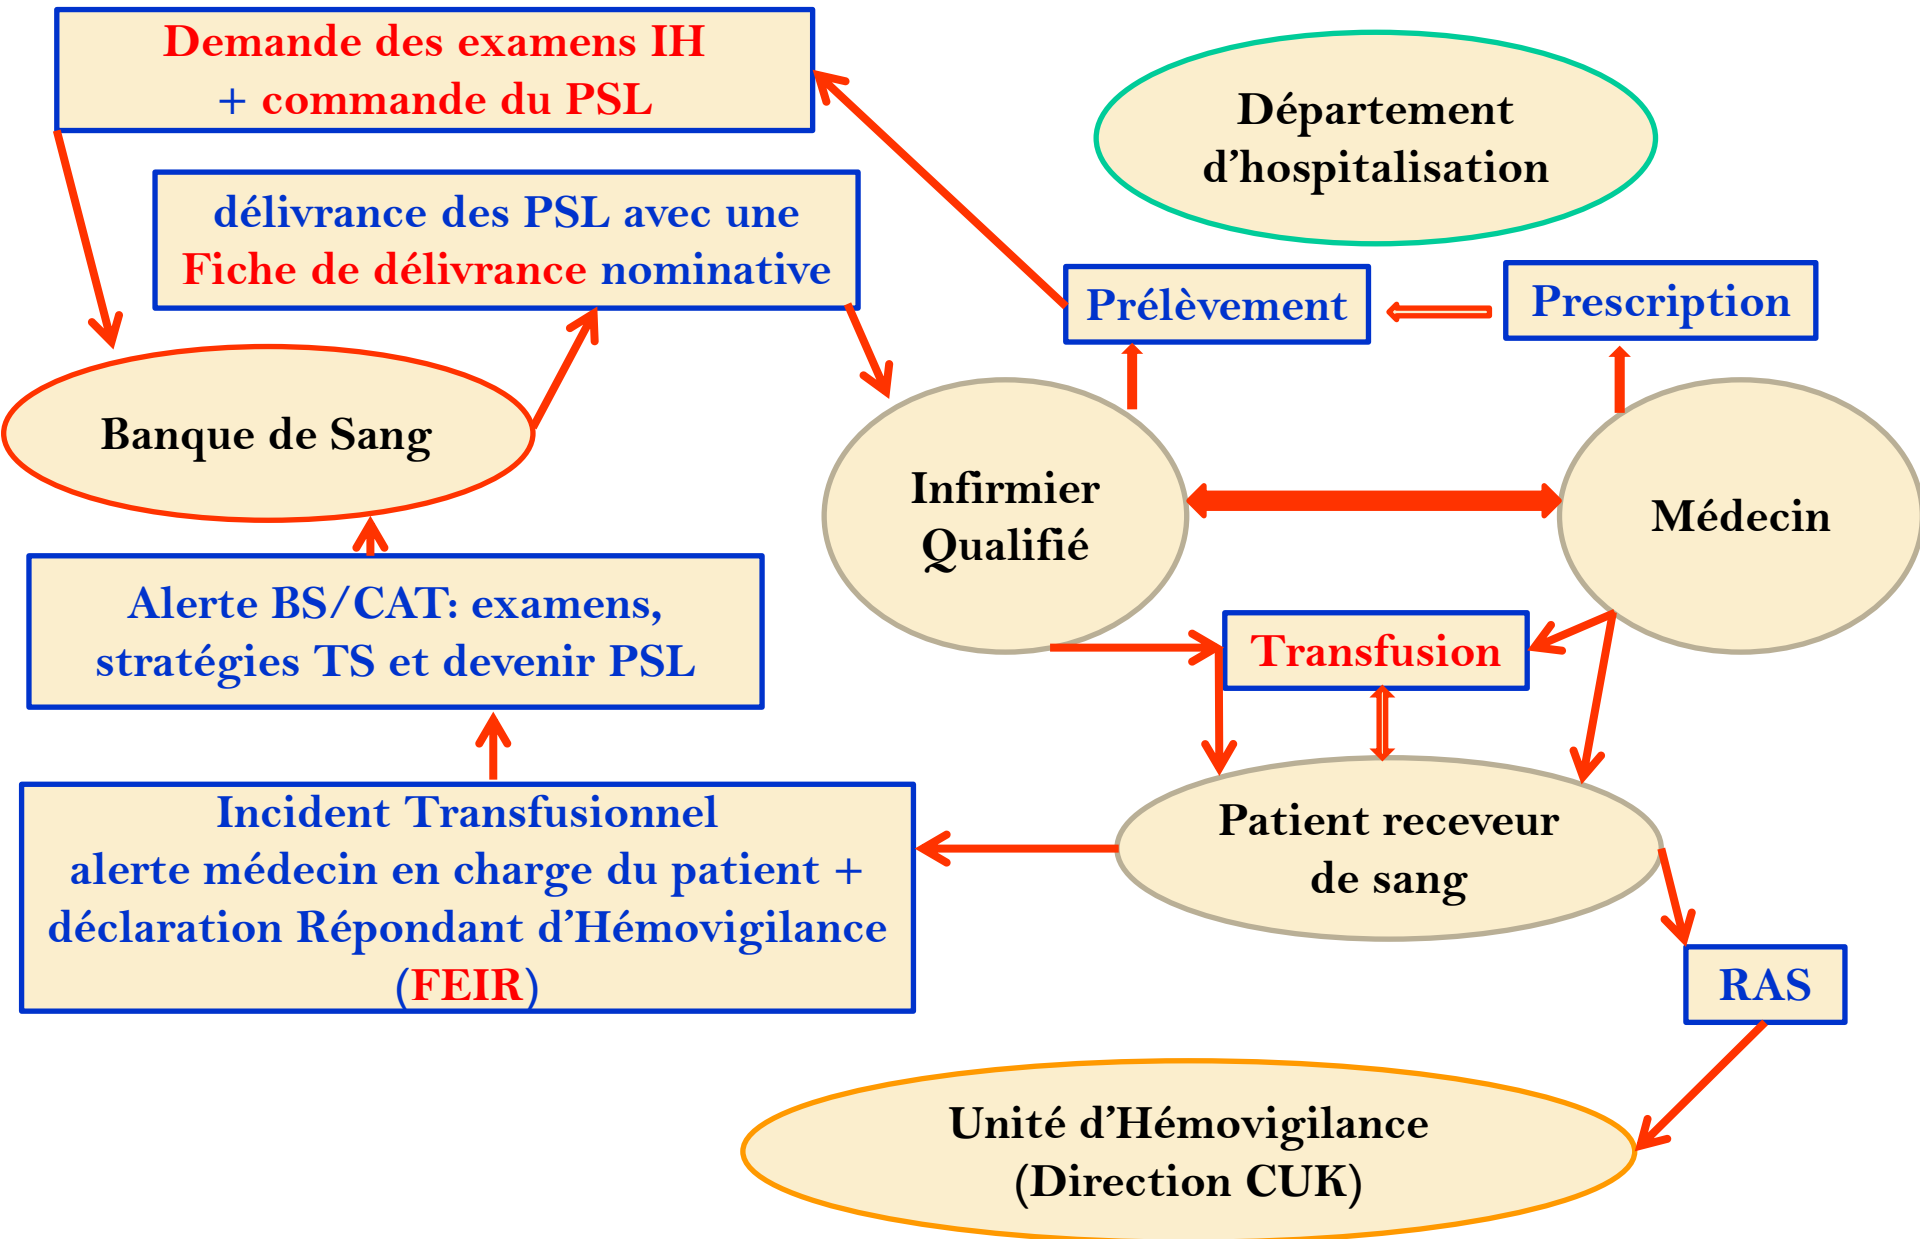 Demande des examens IH
+ commande du PSL
Département
d’hospitalisation
délivrance des PSL avec une
Fiche de délivrance nominative
Prélèvement
Prescription
Banque de Sang
Infirmier
Qualifié
Médecin
Alerte BS/CAT: examens,
stratégies TS et devenir PSL
Transfusion
Incident Transfusionnel
alerte médecin en charge du patient +
déclaration Répondant d’Hémovigilance
(FEIR)
Patient receveur
de sang
RAS
Unité d’Hémovigilance
(Direction CUK)